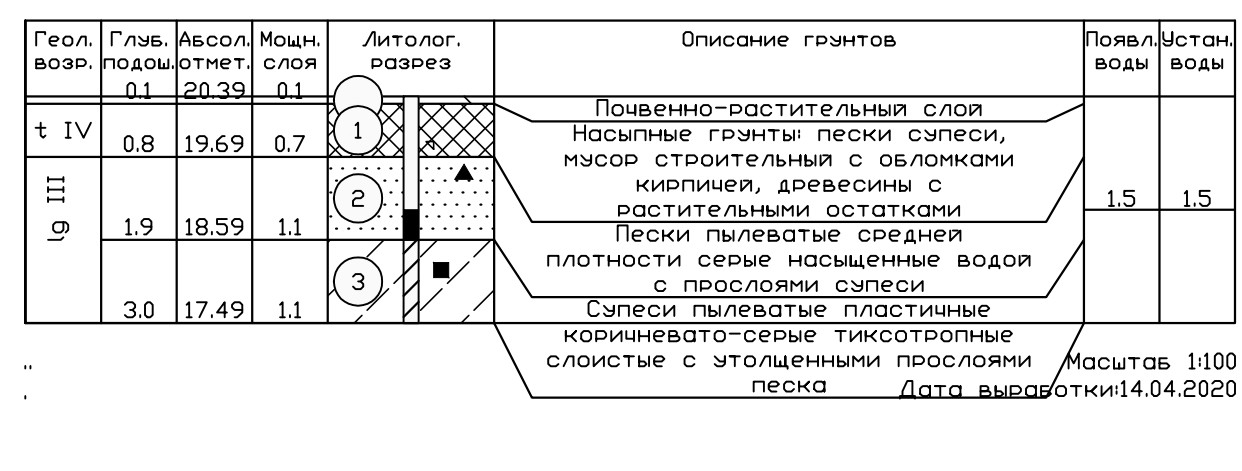 Геол. возр.
Глуб. подош.
Абсол. отмет.
Мощн. слоя
Литолог. разрез
Описание грунтов
Появл. воды
Устан. воды
0.1 20.39 0.1
Почвенно-растительный слой
t IV 0.8 19.69 0.7 1
Насыпные грунты: пески супеси,
мусор строительный с обломками
кирпичей, древесины с
растительными остатками
lg III 1.9 18.59 1.1 2
1.5 1.5
Пески пылеватые средней
плотности серые насыщенные водой
с прослоями супеси
3.0 17.49 1.1 3
Супеси пылеватые пластичные
коричневато-серые тиксотропные
слоистые с утолщенными прослоями
песка
Масштаб 1:100
Дата выработки:14.04.2020